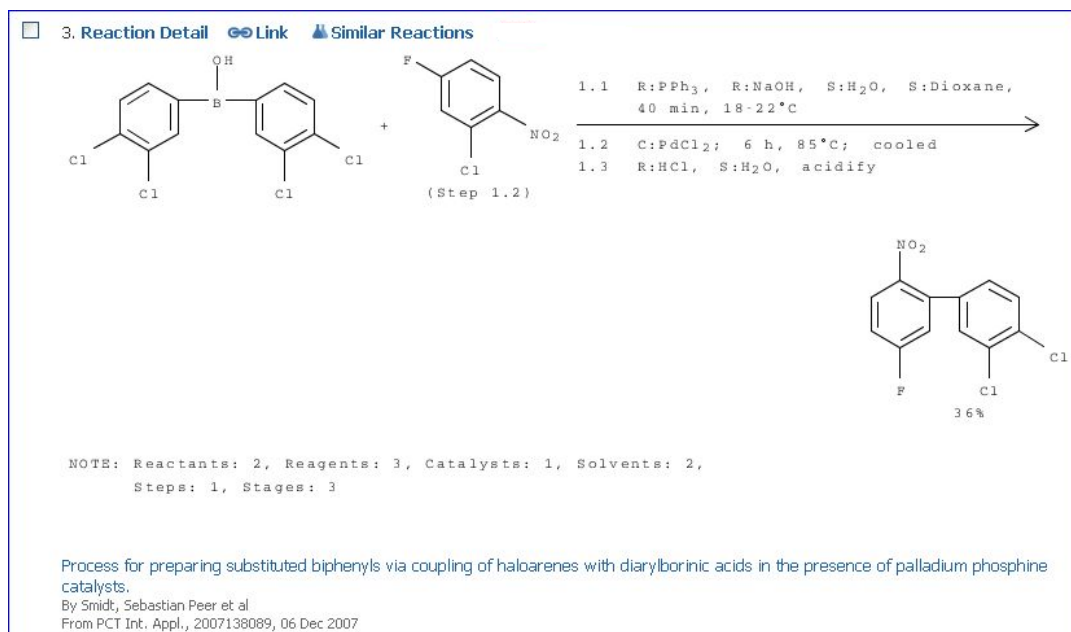 3. Reaction Detail Link Similar Reactions
OH
B
Cl
Cl
Cl
Cl
+
F
NO2
Cl
(Step 1.2)
1.1 R:PPh3, R:NaOH, S:H2O, S:Dioxane,
40 min, 18-22°C
1.2 C:PdCl2; 6 h, 85°C; cooled
1.3 R:HCl, S:H2O, acidify
NO2
Cl
F
Cl
36%
NOTE: Reactants: 2, Reagents: 3, Catalysts: 1, Solvents: 2,
Steps: 1, Stages: 3
Process for preparing substituted biphenyls via coupling of haloarenes with diarylborinic acids in the presence of palladium phosphine
catalysts.
By Smidt, Sebastian Peer et al
From PCT Int. Appl., 2007138089, 06 Dec 2007